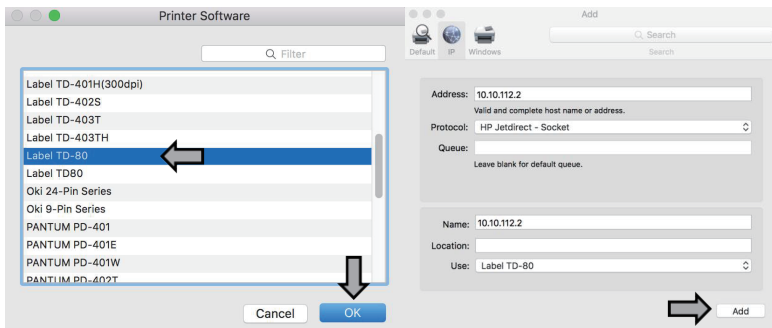 Printer Software
Filter
Label TD-401H(300dpi)
Label TD-402S
Label TD-403T
Label TD-403TH
Label TD-80
Label TD80
Oki 24-Pin Series
Oki 9-Pin Series
PANTUM PD-401
PANTUM PD-401E
PANTUM PD-401W
PANTUM PD-402T
Cancel OK
Add
Search
Default IP Windows Search
Address: 10.10.112.2
Valid and complete host name or address.
Protocol: HP Jetdirect - Socket
Queue:
Leave blank for default queue.
Name: 10.10.112.2
Location:
Use: Label TD-80
Add